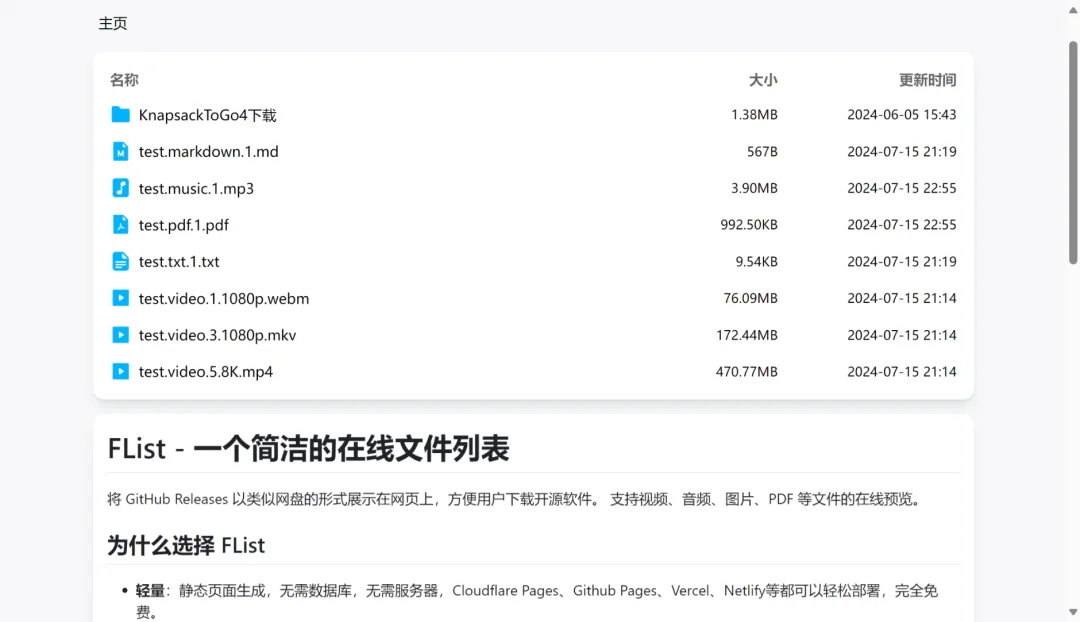 主页
名称 大小 更新时间
KnapsackToGo4下载 1.38MB 2024-06-05 15:43
test.markdown.1.md 567B 2024-07-15 21:19
test.music.1.mp3 3.90MB 2024-07-15 22:55
test.pdf.1.pdf 992.50KB 2024-07-15 22:55
test.txt.1.txt 9.54KB 2024-07-15 21:19
test.video.1.1080p.webm 76.09MB 2024-07-15 21:14
test.video.3.1080p.mkv 172.44MB 2024-07-15 21:14
test.video.5.8K.mp4 470.77MB 2024-07-15 21:14
FList - 一个简洁的在线文件列表
将 GitHub Releases 以类似网盘的形式展示在网页上，方便用户下载开源软件。 支持视频、音频、图片、PDF 等文件的在线预览。
为什么选择 FList
• 轻量：静态页面生成，无需数据库，无需服务器，Cloudflare Pages、Github Pages、Vercel、Netlify等都可以轻松部署，完全免
费。